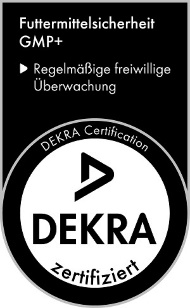 Futtermittelsicherheit
GMP+
Regelmäßige freiwillige
Überwachung
DEKRA Certification
DEKRA
zertifiziert